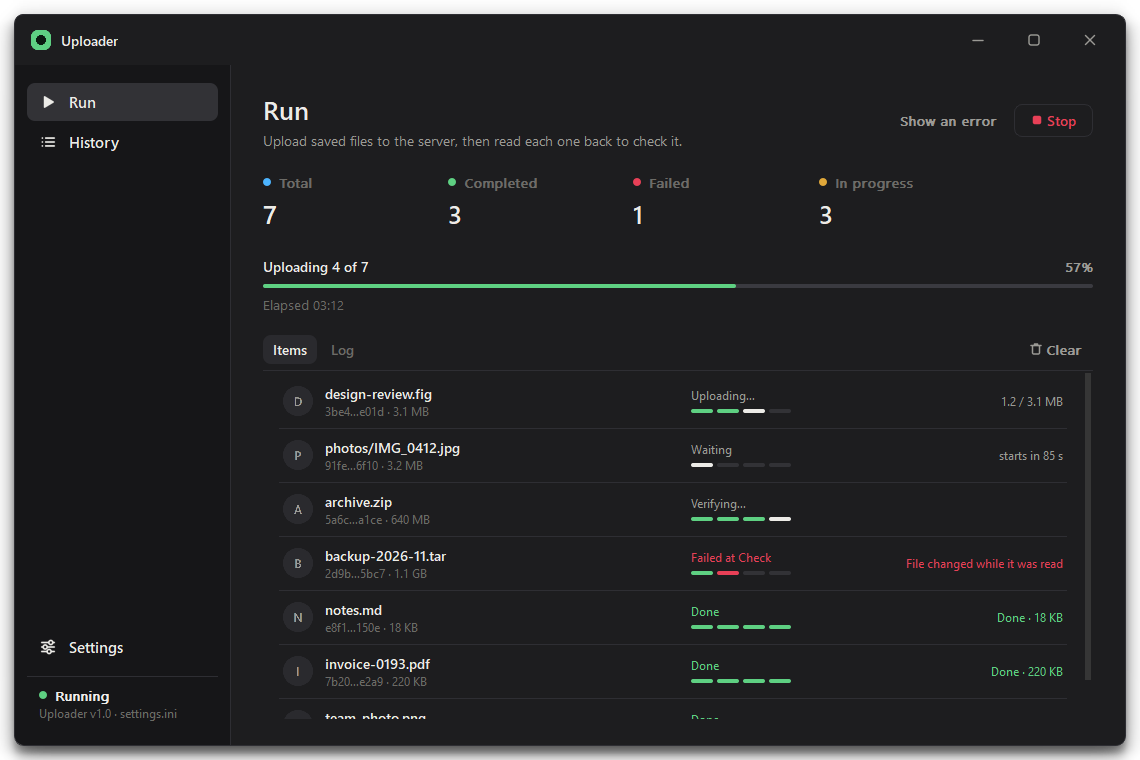 Uploader
Run
History
Settings
Running
Uploader v1.0 · settings.ini
Run
Upload saved files to the server, then read each one back to check it.
Show an error
Stop
Total
7
Completed
3
Failed
1
In progress
3
Uploading 4 of 7
57%
Elapsed 03:12
Items
Log
Clear
D
design-review.fig
3be4...e01d · 3.1 MB
Uploading...
1.2 / 3.1 MB
P
photos/IMG_0412.jpg
91fe...6f10 · 3.2 MB
Waiting
starts in 85 s
A
archive.zip
5a6c...a1ce · 640 MB
Verifying...
B
backup-2026-11.tar
2d9b...5bc7 · 1.1 GB
Failed at Check
File changed while it was read
N
notes.md
e8f1...150e · 18 KB
Done
Done · 18 KB
I
invoice-0193.pdf
7b20...e2a9 · 220 KB
Done
Done · 220 KB
team_photo.png
Done